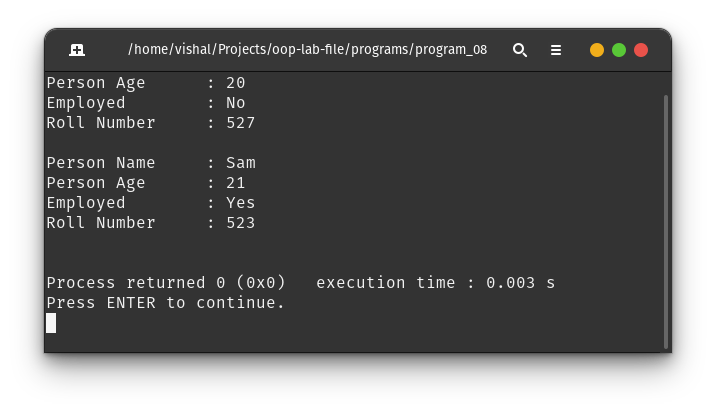 /home/vishal/Projects/oop-lab-file/programs/program_08
Person Age      : 20
Employed        : No
Roll Number     : 527
Person Name     : Sam
Person Age      : 21
Employed        : Yes
Roll Number     : 523
Process returned 0 (0x0)   execution time : 0.003 s
Press ENTER to continue.